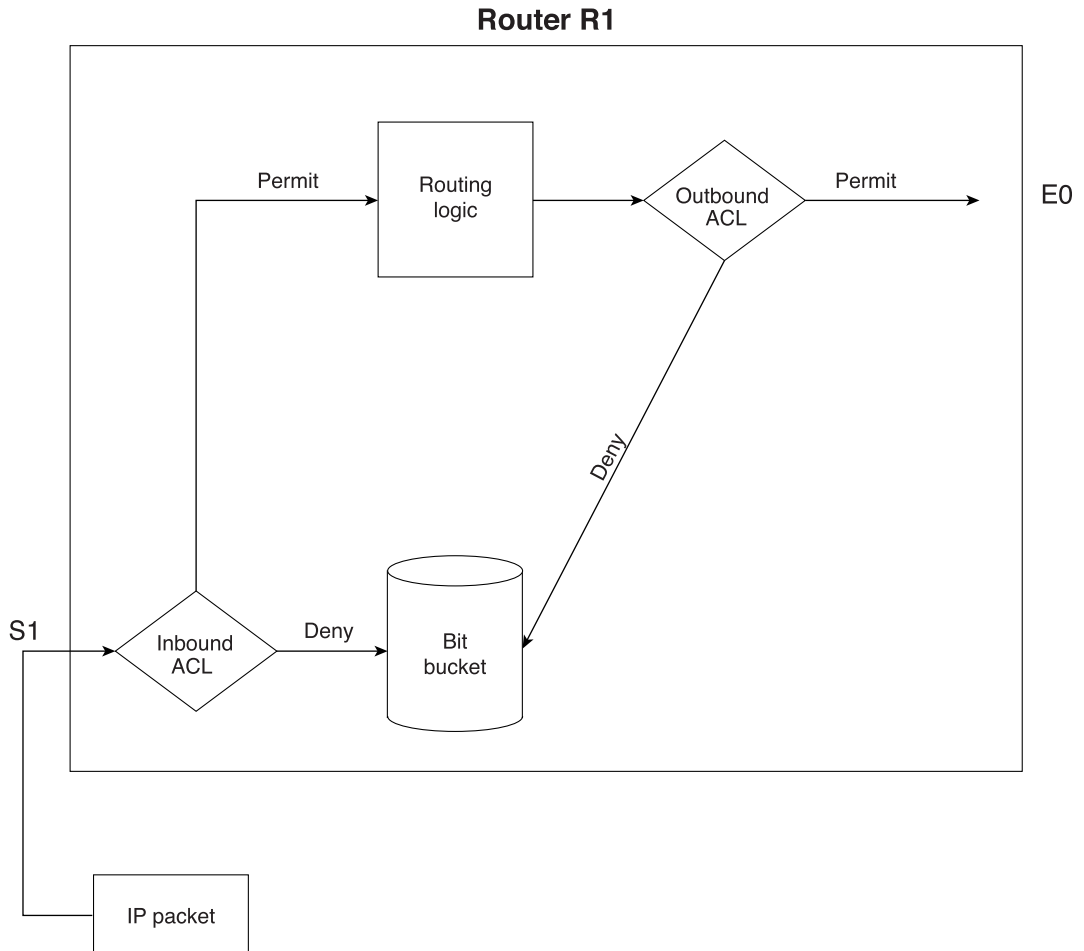 Router R1
Permit
Routing
logic
Outbound
ACL
Permit
E0
Deny
S1
Inbound
ACL
Deny
Bit
bucket
IP packet